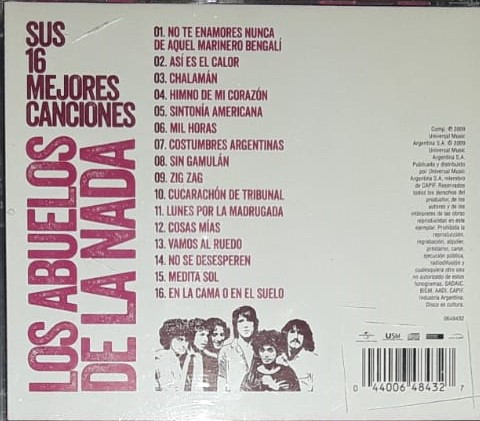 SUS
16
MEJORES
CANCIONES
LOS ABUELOS
DE LA NADA
01. NO TE ENAMORES NUNCA
DE AQUEL MARINERO BENGALÍ
02. ASÍ ES EL CALOR
03. CHALAMÁN
04. HIMNO DE MI CORAZÓN
05. SINTONÍA AMERICANA
06. MIL HORAS
07. COSTUMBRES ARGENTINAS
08. SIN GAMULÁN
09. ZIG ZAG
10. CUCARACHÓN DE TRIBUNAL
11. LUNES POR LA MADRUGADA
12. COSAS MÍAS
13. VAMOS AL RUEDO
14. NO SE DESESPEREN
15. MEDITA SOL
16. EN LA CAMA O EN EL SUELO
Comp. ℗ 2009
Universal Music
Argentina S.A. © 2009
Universal Music
Argentina S.A.
Publicado y distribuido
por Universal Music
Argentina S.A. miembro
de CAPIF. Reservados
todos los derechos del
productor, de los
autores y de los
intérpretes de las obras
reproducidas en este
ejemplar. Prohibida la
reproducción,
regrabación, alquiler,
préstamo, canje,
ejecución pública,
radiodifusión y
cualesquiera otro uso
no autorizado de estos
fonogramas. SADAIC,
BIEM, AADI, CAPIF.
Industria Argentina.
Disco es cultura.
0648432
USM
0 44006 48432 7